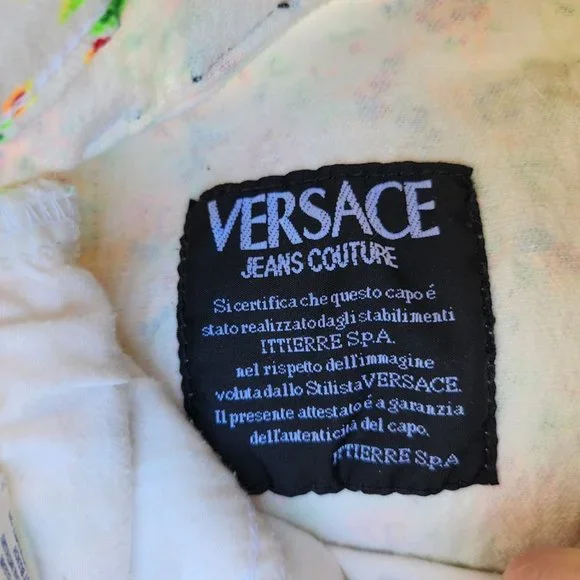 VERSACE
JEANS COUTURE
Si certifica che questo capo é
stato realizzato dagli stabilimenti
ITTIERRE S.p.A.
nel rispetto dell'immagine
voluta dallo Stilista VERSACE.
Il presente attestato é a garanzia
dell'autenticitá del capo.
ITTIERRE S.p.A